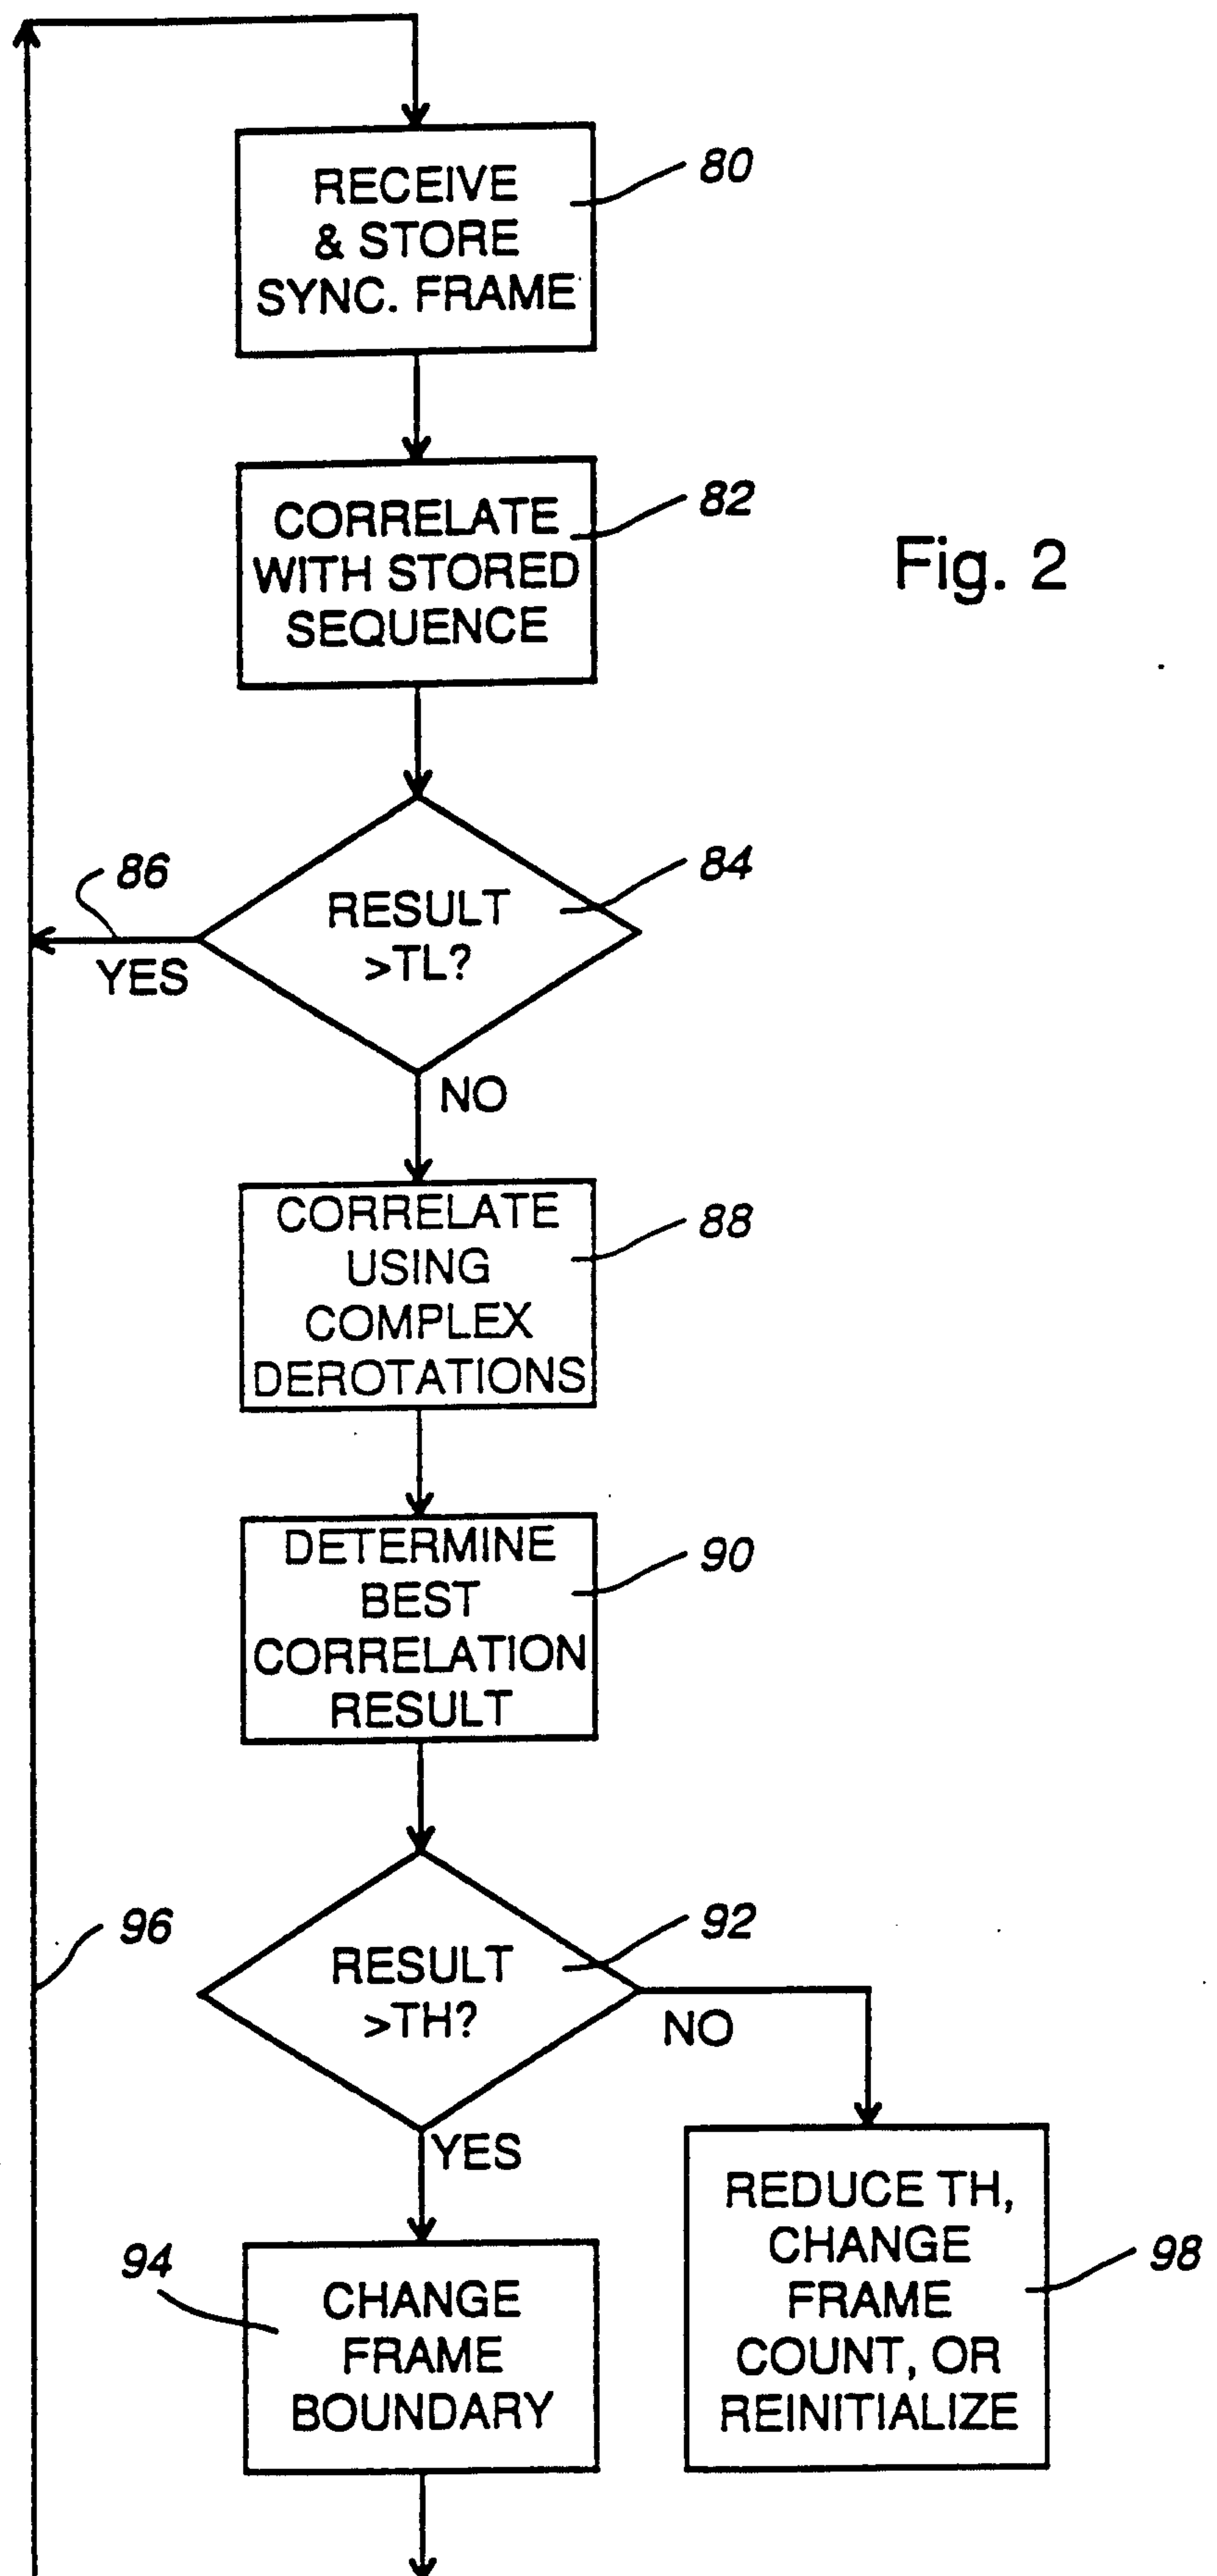 RECEIVE
& STORE
SYNC. FRAME
80
CORRELATE
WITH STORED
SEQUENCE
82
Fig. 2
RESULT
>TL?
84
86
YES
NO
CORRELATE
USING
COMPLEX
DEROTATIONS
88
DETERMINE
BEST
CORRELATION
RESULT
90
RESULT
>TH?
92
96
NO
YES
CHANGE
FRAME
BOUNDARY
94
REDUCE TH,
CHANGE
FRAME
COUNT, OR
REINITIALIZE
98